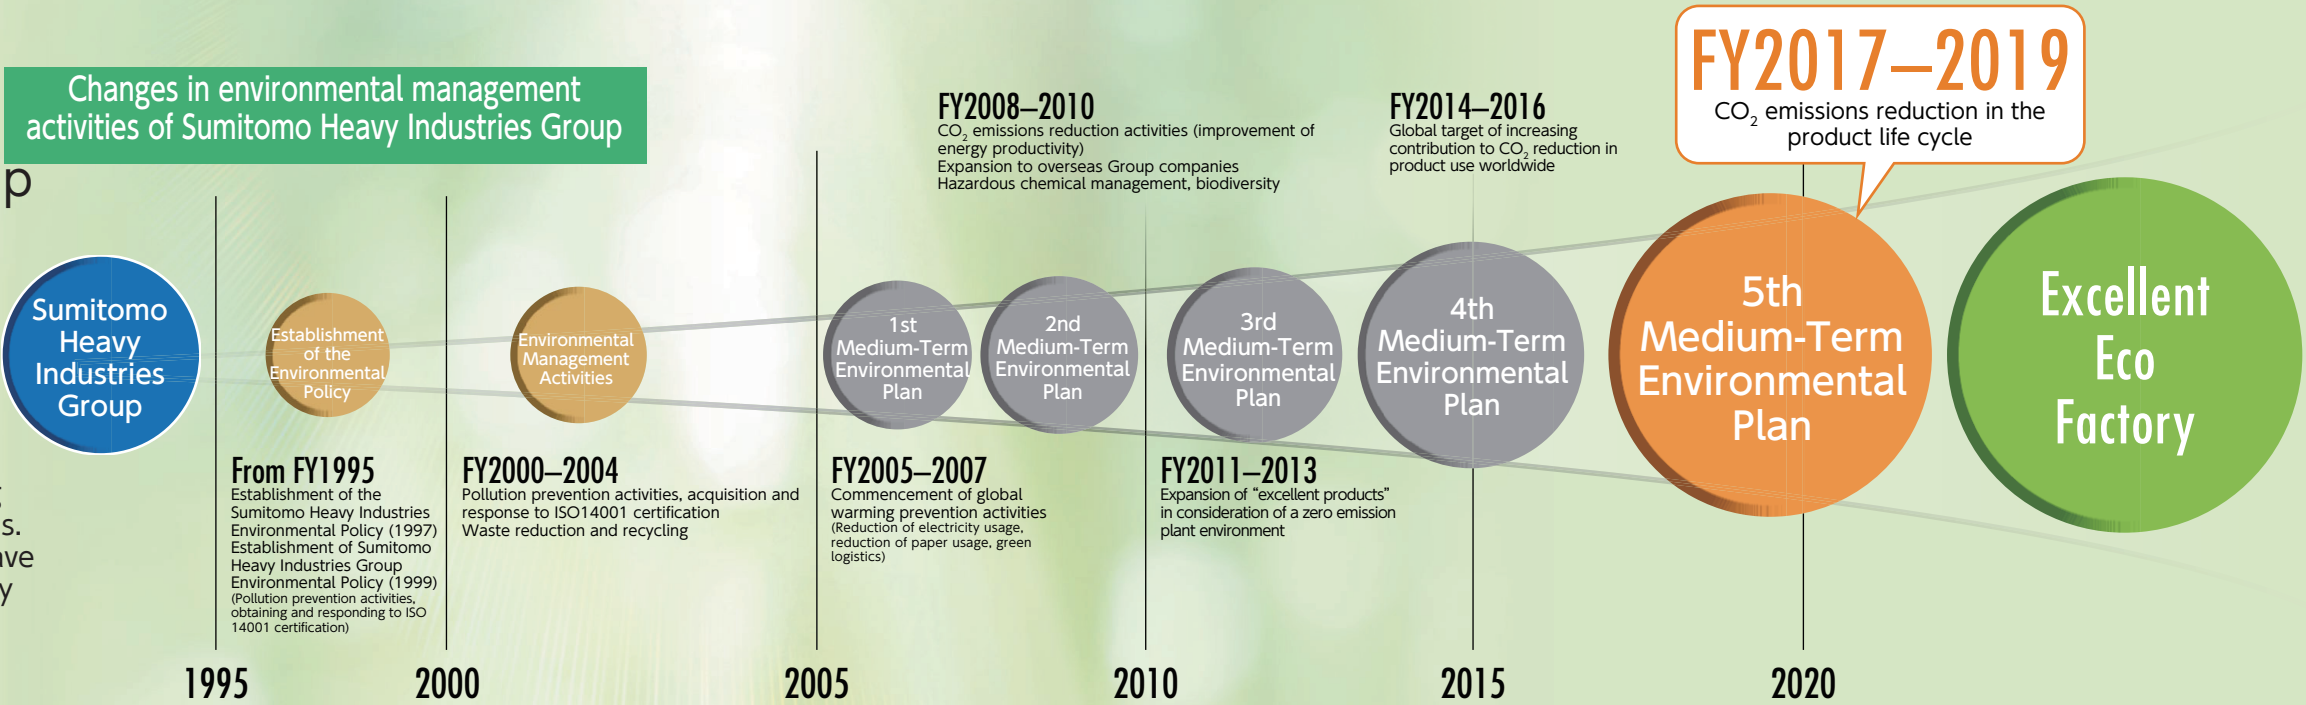 Changes in environmental management
activities of Sumitomo Heavy Industries Group
p
s.
ave
y
Sumitomo
Heavy
Industries
Group
Establishment
of the
Environmental
Policy
From FY1995
Establishment of the
Sumitomo Heavy Industries
Environmental Policy (1997)
Establishment of Sumitomo
Heavy Industries Group
Environmental Policy (1999)
(Pollution prevention activities,
obtaining and responding to ISO
14001 certification)
Environmental
Management
Activities
FY2000–2004
Pollution prevention activities, acquisition and
response to ISO14001 certification
Waste reduction and recycling
1st
Medium-Term
Environmental
Plan
FY2005–2007
Commencement of global
warming prevention activities
(Reduction of electricity usage,
reduction of paper usage, green
logistics)
FY2008–2010
CO₂ emissions reduction activities (improvement of
energy productivity)
Expansion to overseas Group companies
Hazardous chemical management, biodiversity
2nd
Medium-Term
Environmental
Plan
3rd
Medium-Term
Environmental
Plan
FY2011–2013
Expansion of “excellent products”
in consideration of a zero emission
plant environment
FY2014–2016
Global target of increasing
contribution to CO₂ reduction in
product use worldwide
4th
Medium-Term
Environmental
Plan
FY2017–2019
CO₂ emissions reduction in the
product life cycle
5th
Medium-Term
Environmental
Plan
Excellent
Eco
Factory
1995
2000
2005
2010
2015
2020